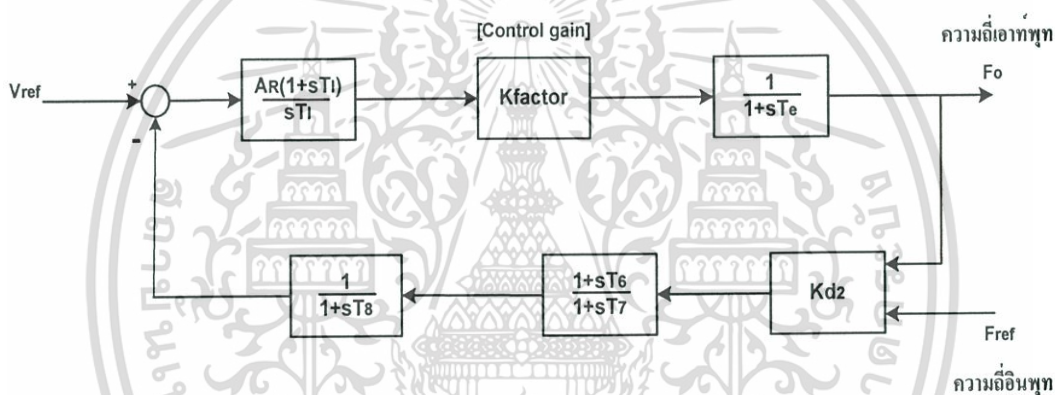 [Control gain]
ความถี่เอาท์พุท
Vref
+
-
AR(1+sTI)
sTI
Kfactor
1
1+sTe
Fo
1
1+sT8
1+sT6
1+sT7
Kd2
Fref
ความถี่อินพุท